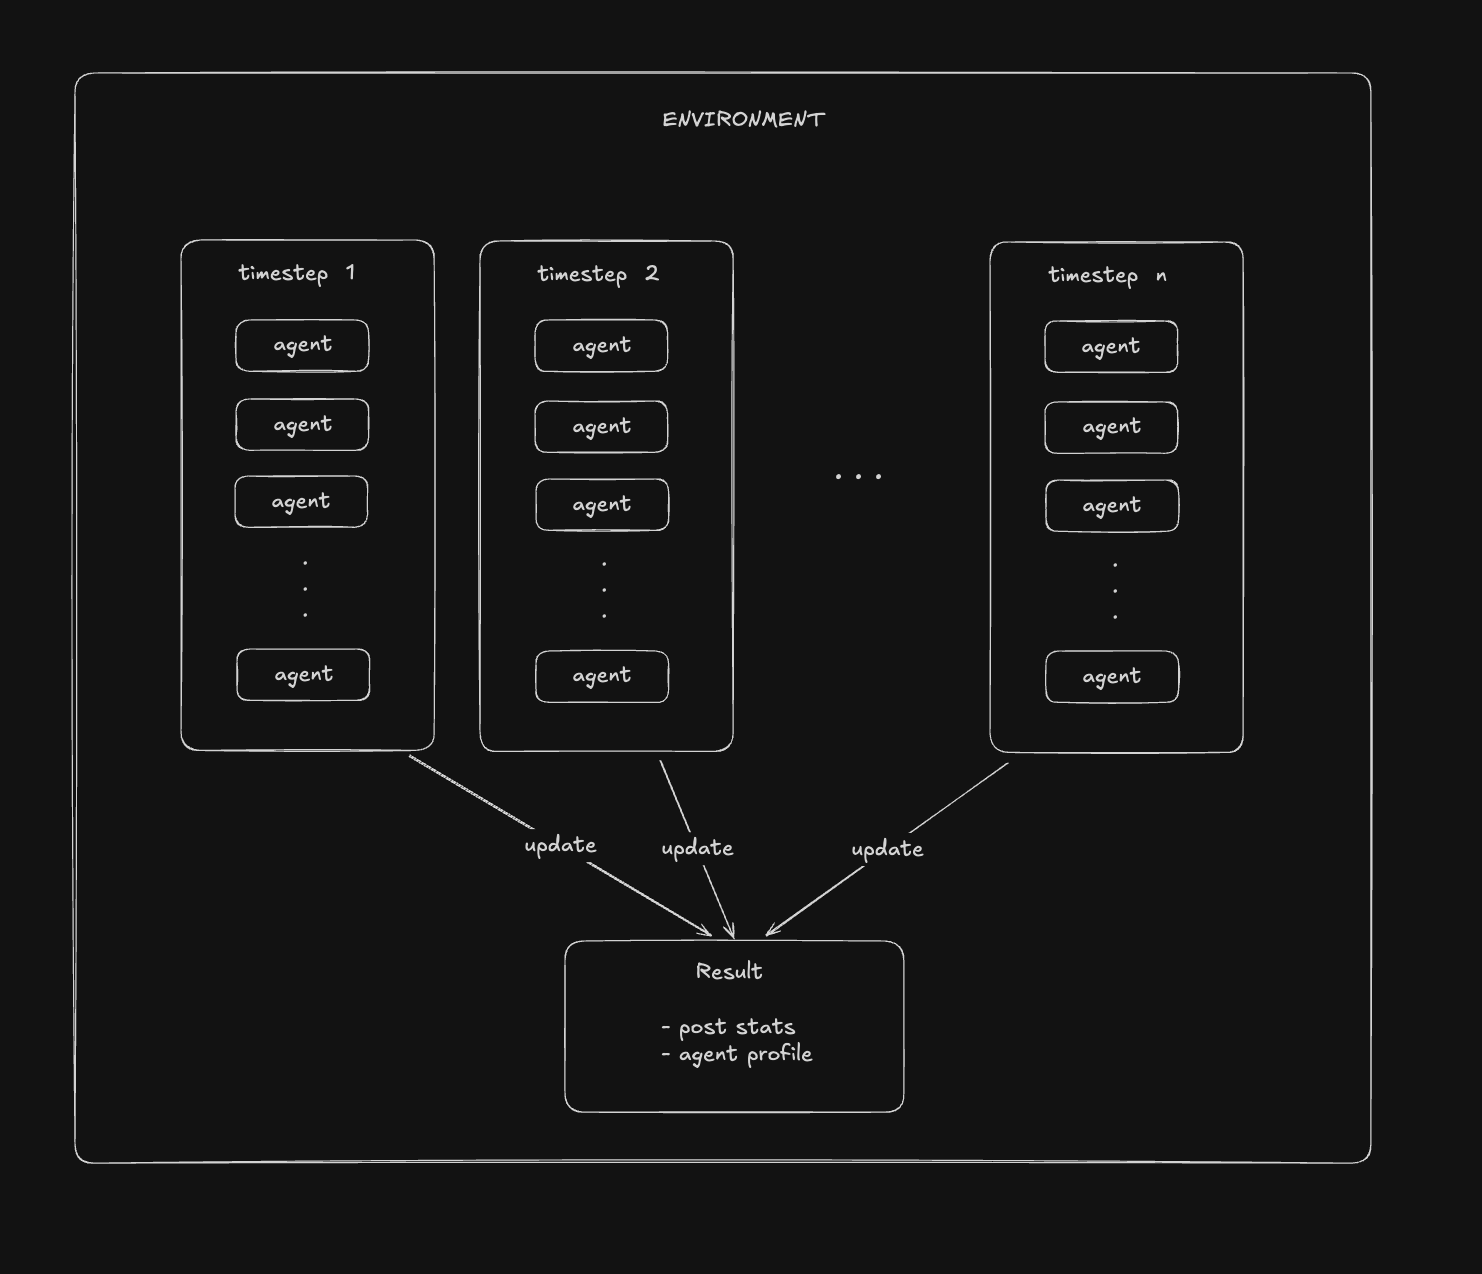 ENVIRONMENT
timestep 1
agent
agent
agent
.
.
.
agent
timestep 2
agent
agent
agent
.
.
.
agent
...
timestep n
agent
agent
agent
.
.
.
agent
update
update
update
Result
- post stats
- agent profile